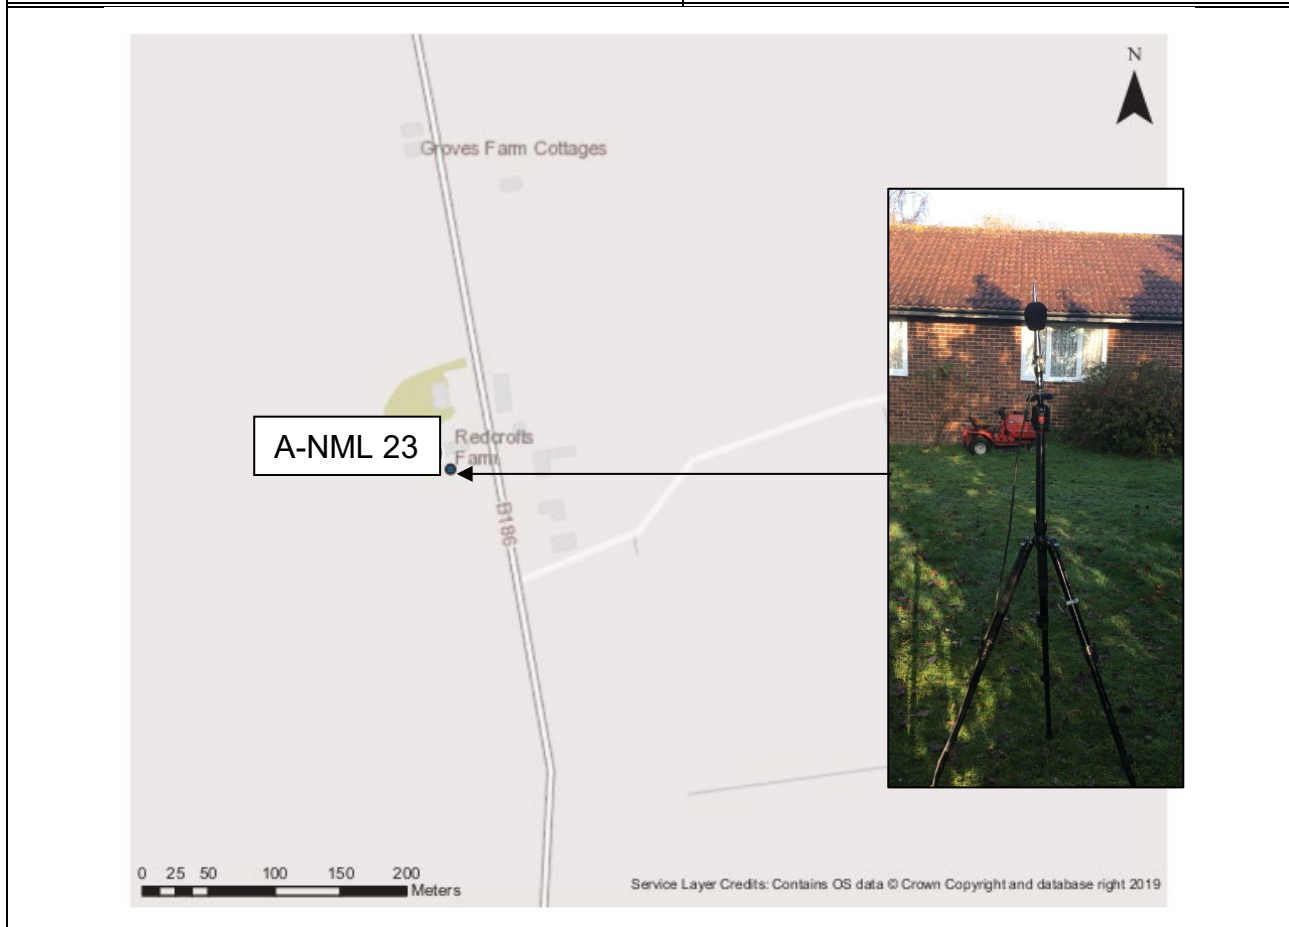 N
Groves Farm Cottages
A-NML 23
Redcrofts
Farm
B186
0 25 50 100 150 200
Meters
Service Layer Credits: Contains OS data © Crown Copyright and database right 2019